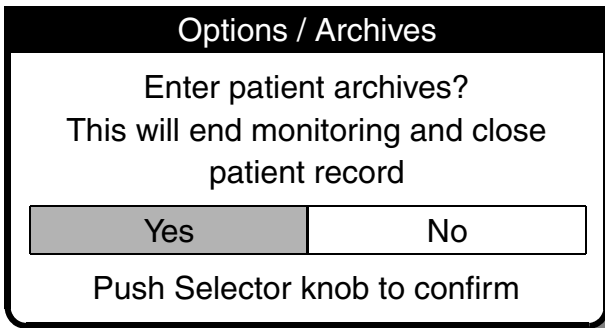 Options / Archives
Enter patient archives?
This will end monitoring and close
patient record
Yes No
Push Selector knob to confirm